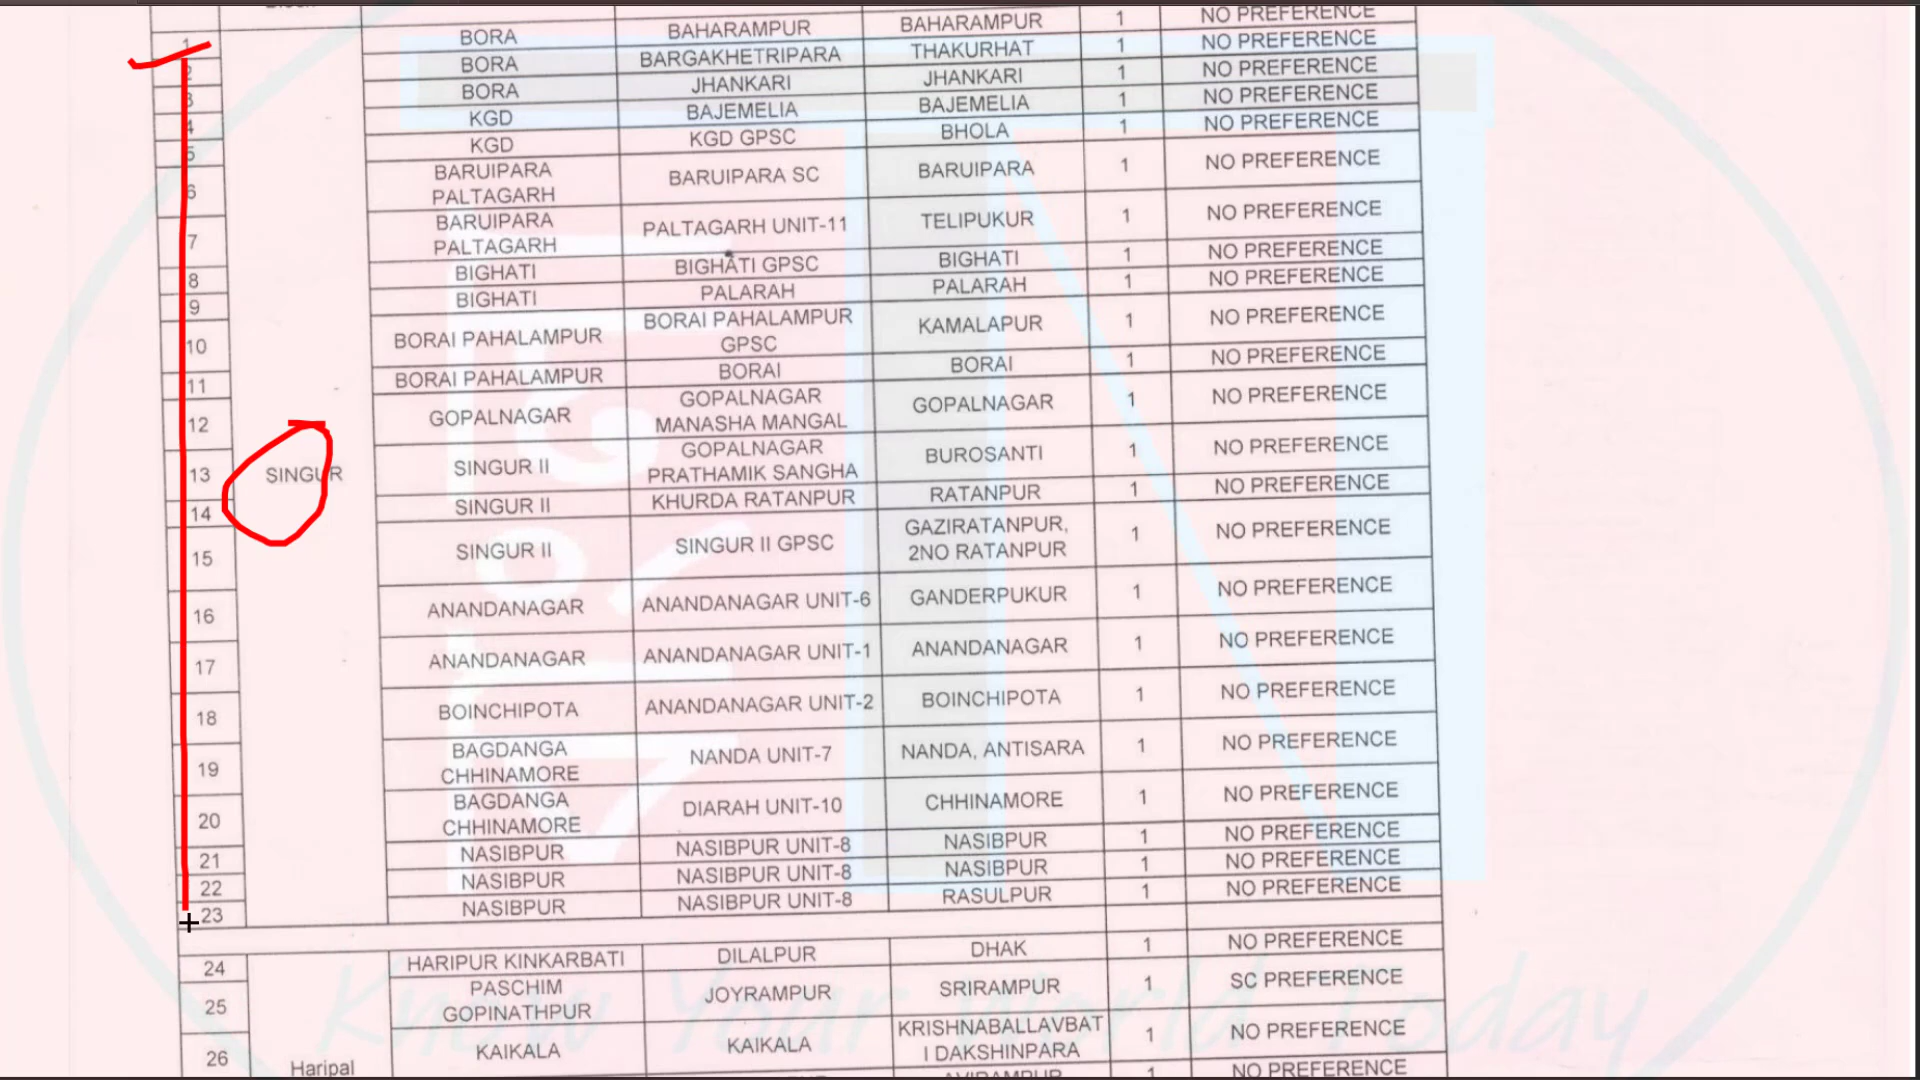 1 BORA BAHARAMPUR BAHARAMPUR 1 NO PREFERENCE
2 BORA BARGAKHETRIPARA THAKURHAT 1 NO PREFERENCE
3 BORA JHANKARI JHANKARI 1 NO PREFERENCE
4 KGD BAJEMELIA BAJEMELIA 1 NO PREFERENCE
5 KGD KGD GPSC BHOLA 1 NO PREFERENCE
6 BARUIPARA PALTAGARH BARUIPARA SC BARUIPARA 1 NO PREFERENCE
7 BARUIPARA PALTAGARH PALTAGARH UNIT-11 TELIPUKUR 1 NO PREFERENCE
8 BIGHATI BIGHATI GPSC BIGHATI 1 NO PREFERENCE
9 BIGHATI PALARAH PALARAH 1 NO PREFERENCE
10 BORAI PAHALAMPUR BORAI PAHALAMPUR GPSC KAMALAPUR 1 NO PREFERENCE
11 BORAI PAHALAMPUR BORAI BORAI 1 NO PREFERENCE
12 GOPALNAGAR GOPALNAGAR MANASHA MANGAL GOPALNAGAR 1 NO PREFERENCE
13 SINGUR SINGUR II GOPALNAGAR PRATHAMIK SANGHA BUROSANTI 1 NO PREFERENCE
14 SINGUR II KHURDA RATANPUR RATANPUR 1 NO PREFERENCE
15 SINGUR II SINGUR II GPSC GAZIRATANPUR, 2NO RATANPUR 1 NO PREFERENCE
16 ANANDANAGAR ANANDANAGAR UNIT-6 GANDERPUKUR 1 NO PREFERENCE
17 ANANDANAGAR ANANDANAGAR UNIT-1 ANANDANAGAR 1 NO PREFERENCE
18 BOINCHIPOTA ANANDANAGAR UNIT-2 BOINCHIPOTA 1 NO PREFERENCE
19 BAGDANGA CHHINAMORE NANDA UNIT-7 NANDA, ANTISARA 1 NO PREFERENCE
20 BAGDANGA CHHINAMORE DIARAH UNIT-10 CHHINAMORE 1 NO PREFERENCE
21 NASIBPUR NASIBPUR UNIT-8 NASIBPUR 1 NO PREFERENCE
22 NASIBPUR NASIBPUR UNIT-8 NASIBPUR 1 NO PREFERENCE
23 NASIBPUR NASIBPUR UNIT-8 RASULPUR 1 NO PREFERENCE
24 HARIPUR KINKARBATI DILALPUR DHAK 1 NO PREFERENCE
25 PASCHIM GOPINATHPUR JOYRAMPUR SRIRAMPUR 1 SC PREFERENCE
26 Haripal KAIKALA KAIKALA KRISHNABALLAVBAT I DAKSHINPARA 1 NO PREFERENCE
1 NO PREFERENCE
Know Your World Today